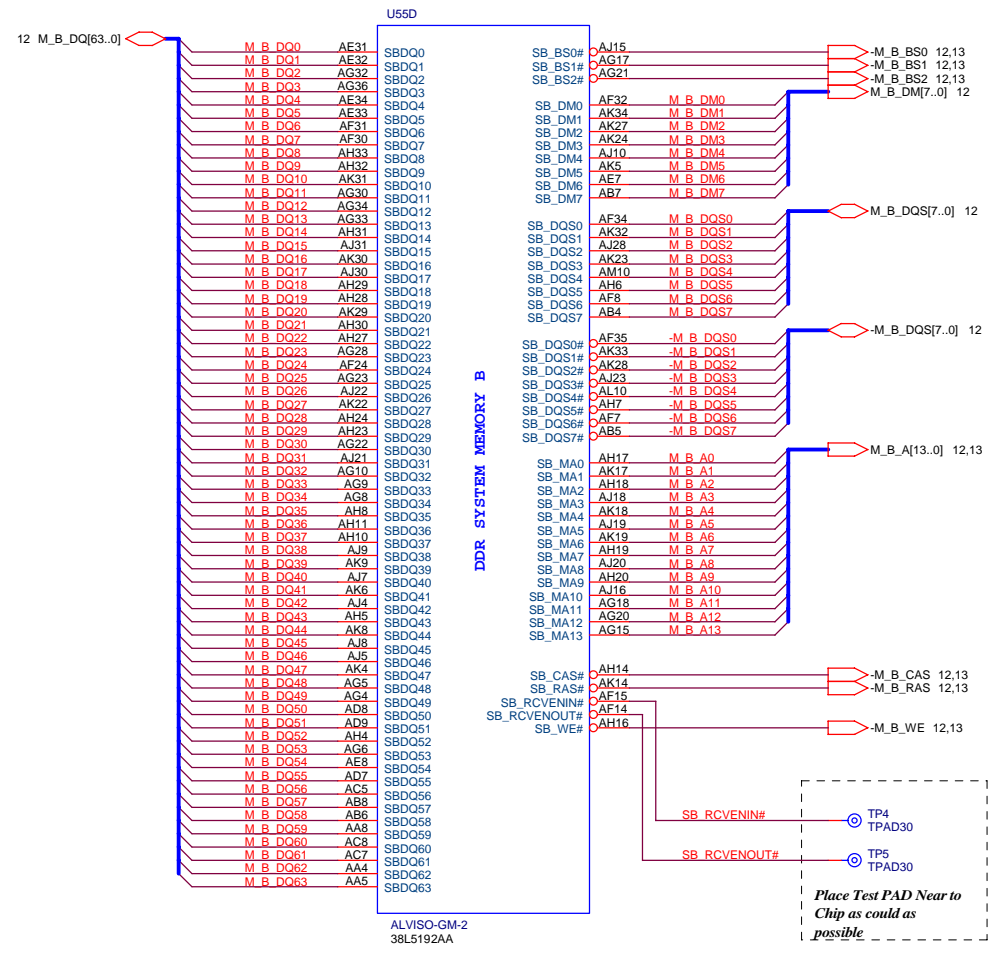 U55D
12 M_B_DQ[63..0]
M_B_DQ0 AE31 SBDQ0
M_B_DQ1 AE32 SBDQ1
M_B_DQ2 AG32 SBDQ2
M_B_DQ3 AG36 SBDQ3
M_B_DQ4 AE34 SBDQ4
M_B_DQ5 AE33 SBDQ5
M_B_DQ6 AF31 SBDQ6
M_B_DQ7 AF30 SBDQ7
M_B_DQ8 AH33 SBDQ8
M_B_DQ9 AH32 SBDQ9
M_B_DQ10 AK31 SBDQ10
M_B_DQ11 AG30 SBDQ11
M_B_DQ12 AG34 SBDQ12
M_B_DQ13 AG33 SBDQ13
M_B_DQ14 AH31 SBDQ14
M_B_DQ15 AJ31 SBDQ15
M_B_DQ16 AK30 SBDQ16
M_B_DQ17 AJ30 SBDQ17
M_B_DQ18 AH29 SBDQ18
M_B_DQ19 AH28 SBDQ19
M_B_DQ20 AK29 SBDQ20
M_B_DQ21 AH30 SBDQ21
M_B_DQ22 AH27 SBDQ22
M_B_DQ23 AG28 SBDQ23
M_B_DQ24 AF24 SBDQ24
M_B_DQ25 AG23 SBDQ25
M_B_DQ26 AJ22 SBDQ26
M_B_DQ27 AK22 SBDQ27
M_B_DQ28 AH24 SBDQ28
M_B_DQ29 AH23 SBDQ29
M_B_DQ30 AG22 SBDQ30
M_B_DQ31 AJ21 SBDQ31
M_B_DQ32 AG10 SBDQ32
M_B_DQ33 AG9 SBDQ33
M_B_DQ34 AG8 SBDQ34
M_B_DQ35 AH8 SBDQ35
M_B_DQ36 AH11 SBDQ36
M_B_DQ37 AH10 SBDQ37
M_B_DQ38 AJ9 SBDQ38
M_B_DQ39 AK9 SBDQ39
M_B_DQ40 AJ7 SBDQ40
M_B_DQ41 AK6 SBDQ41
M_B_DQ42 AJ4 SBDQ42
M_B_DQ43 AH5 SBDQ43
M_B_DQ44 AK8 SBDQ44
M_B_DQ45 AJ8 SBDQ45
M_B_DQ46 AJ5 SBDQ46
M_B_DQ47 AK4 SBDQ47
M_B_DQ48 AG5 SBDQ48
M_B_DQ49 AG4 SBDQ49
M_B_DQ50 AD8 SBDQ50
M_B_DQ51 AD9 SBDQ51
M_B_DQ52 AH4 SBDQ52
M_B_DQ53 AG6 SBDQ53
M_B_DQ54 AE8 SBDQ54
M_B_DQ55 AD7 SBDQ55
M_B_DQ56 AC5 SBDQ56
M_B_DQ57 AB8 SBDQ57
M_B_DQ58 AB6 SBDQ58
M_B_DQ59 AA8 SBDQ59
M_B_DQ60 AC8 SBDQ60
M_B_DQ61 AC7 SBDQ61
M_B_DQ62 AA4 SBDQ62
M_B_DQ63 AA5 SBDQ63
DDR SYSTEM MEMORY B
SB_BS0# AJ15 -M_B_BS0 12,13
SB_BS1# AG17 -M_B_BS1 12,13
SB_BS2# AG21 -M_B_BS2 12,13
M_B_DM[7..0] 12
SB_DM0 AF32 M_B_DM0
SB_DM1 AK34 M_B_DM1
SB_DM2 AK27 M_B_DM2
SB_DM3 AK24 M_B_DM3
SB_DM4 AJ10 M_B_DM4
SB_DM5 AK5 M_B_DM5
SB_DM6 AE7 M_B_DM6
SB_DM7 AB7 M_B_DM7
M_B_DQS[7..0] 12
SB_DQS0 AF34 M_B_DQS0
SB_DQS1 AK32 M_B_DQS1
SB_DQS2 AJ28 M_B_DQS2
SB_DQS3 AK23 M_B_DQS3
SB_DQS4 AM10 M_B_DQS4
SB_DQS5 AH6 M_B_DQS5
SB_DQS6 AF8 M_B_DQS6
SB_DQS7 AB4 M_B_DQS7
-M_B_DQS[7..0] 12
SB_DQS0# AF35 -M_B_DQS0
SB_DQS1# AK33 -M_B_DQS1
SB_DQS2# AK28 -M_B_DQS2
SB_DQS3# AJ23 -M_B_DQS3
SB_DQS4# AL10 -M_B_DQS4
SB_DQS5# AH7 -M_B_DQS5
SB_DQS6# AF7 -M_B_DQS6
SB_DQS7# AB5 -M_B_DQS7
M_B_A[13..0] 12,13
SB_MA0 AH17 M_B_A0
SB_MA1 AK17 M_B_A1
SB_MA2 AH18 M_B_A2
SB_MA3 AJ18 M_B_A3
SB_MA4 AK18 M_B_A4
SB_MA5 AJ19 M_B_A5
SB_MA6 AK19 M_B_A6
SB_MA7 AH19 M_B_A7
SB_MA8 AJ20 M_B_A8
SB_MA9 AH20 M_B_A9
SB_MA10 AJ16 M_B_A10
SB_MA11 AG18 M_B_A11
SB_MA12 AG20 M_B_A12
SB_MA13 AG15 M_B_A13
SB_CAS# AH14 -M_B_CAS 12,13
SB_RAS# AK14 -M_B_RAS 12,13
SB_RCVENIN# AF15
SB_RCVENOUT# AF14
SB_WE# AH16 -M_B_WE 12,13
SB_RCVENIN# TP4
TPAD30
SB_RCVENOUT# TP5
TPAD30
Place Test PAD Near to
Chip as could as
possible
ALVISO-GM-2
38L5192AA